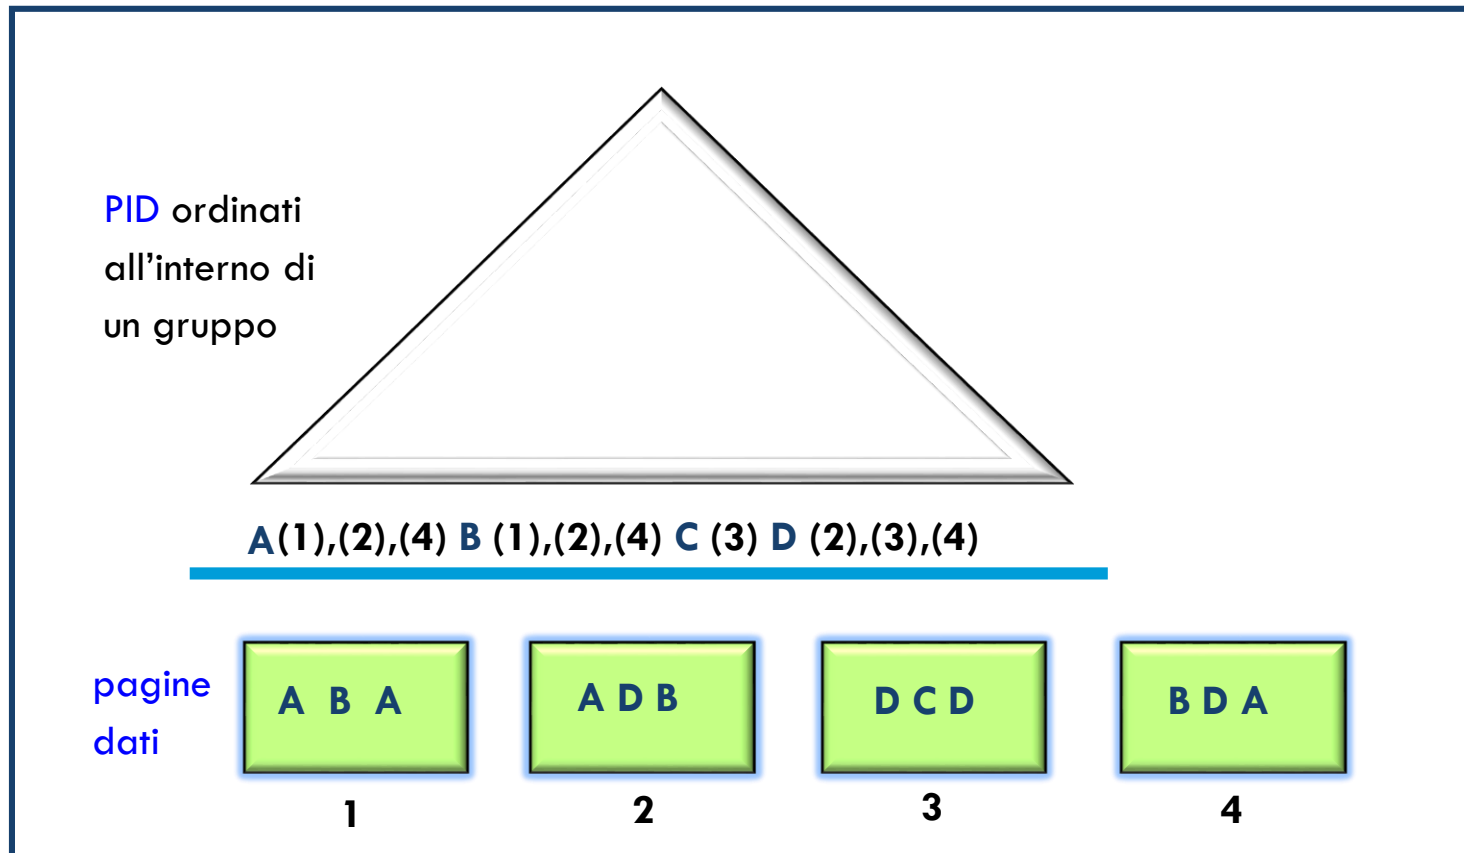 PID ordinati
all’interno di
un gruppo
A(1),(2),(4) B (1),(2),(4) C (3) D (2),(3),(4)
pagine
dati
A B A
A D B
D C D
B D A
1
2
3
4